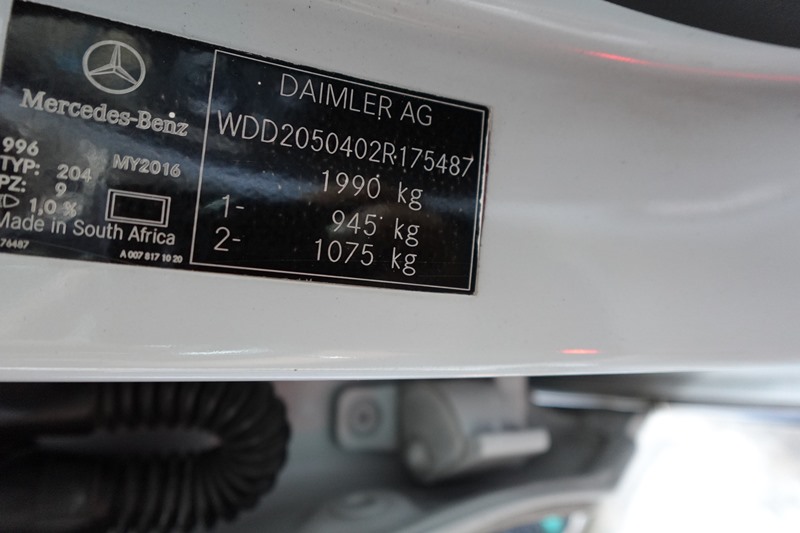 Mercedes-Benz
996
TYP: 204 MY2016
PZ: 9
1,0 %
Made in South Africa
76487
A 007 817 10 20
DAIMLER AG
WDD2050402R175487
1990 kg
1- 945 kg
2- 1075 kg